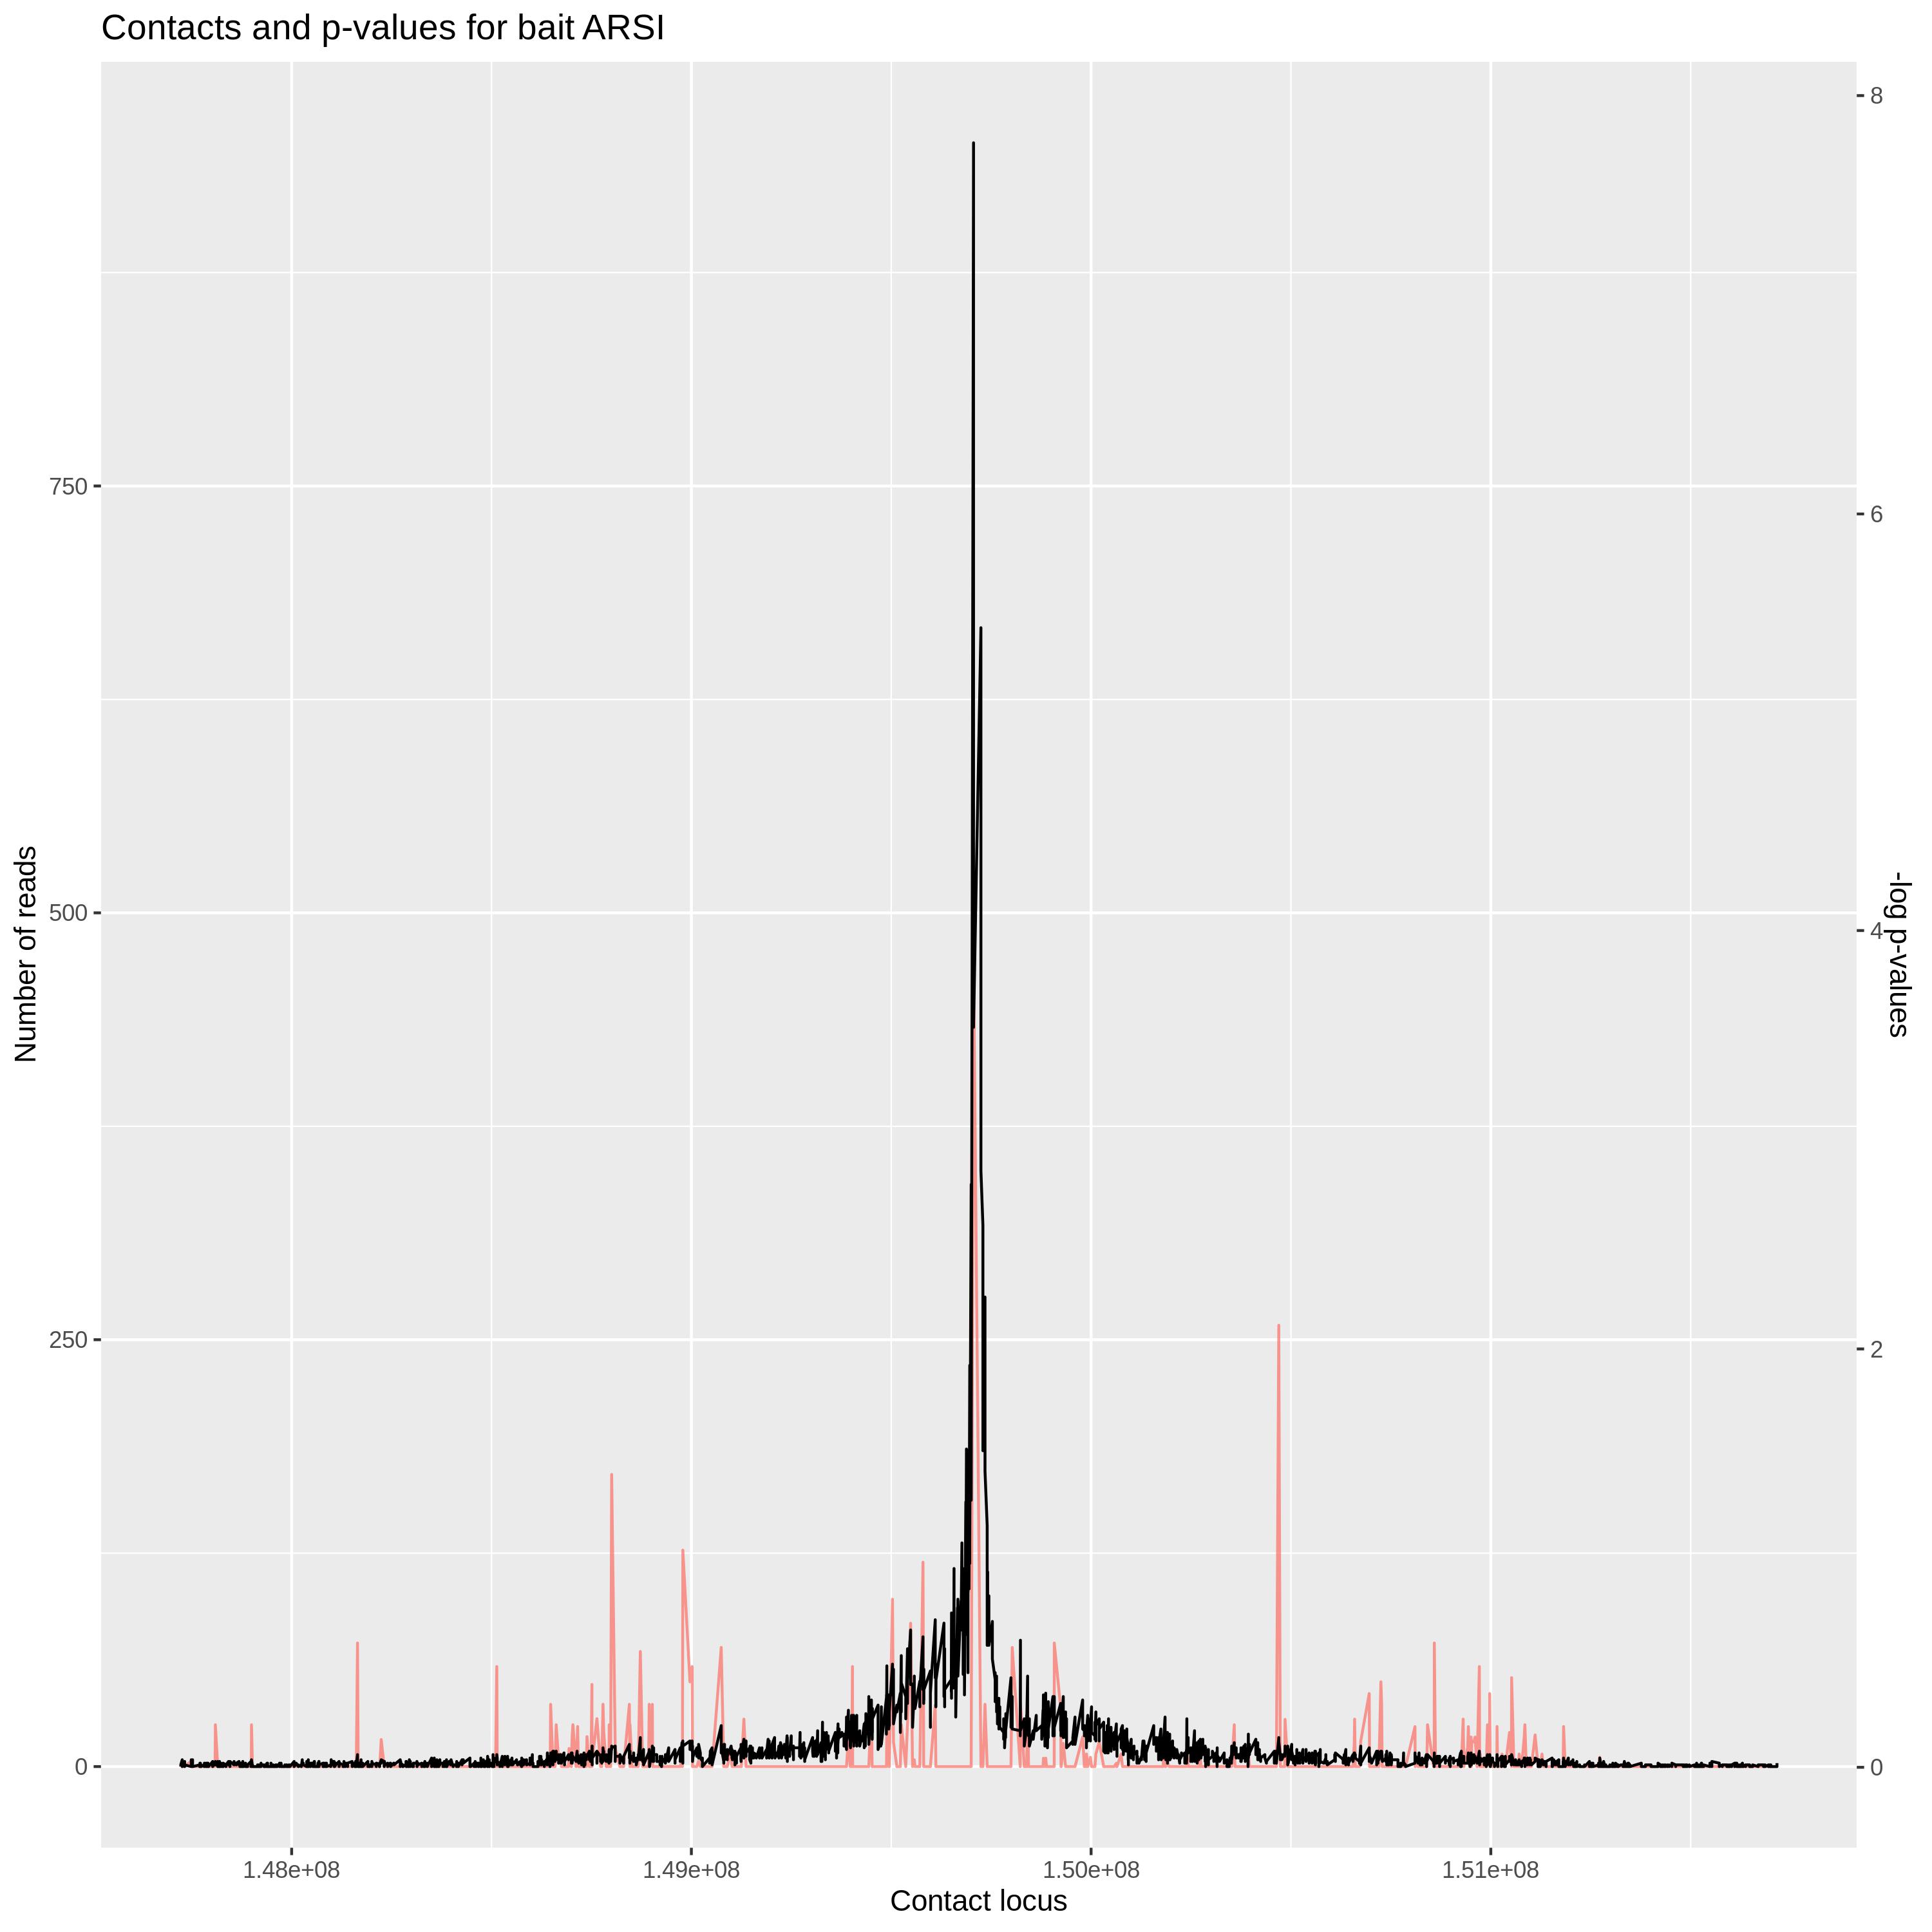 Contacts and p-values for bait ARSI
Number of reads
750
500
250
0
8
6
4
2
0
-log p-values
1.48e+08
1.49e+08
1.50e+08
1.51e+08
Contact locus